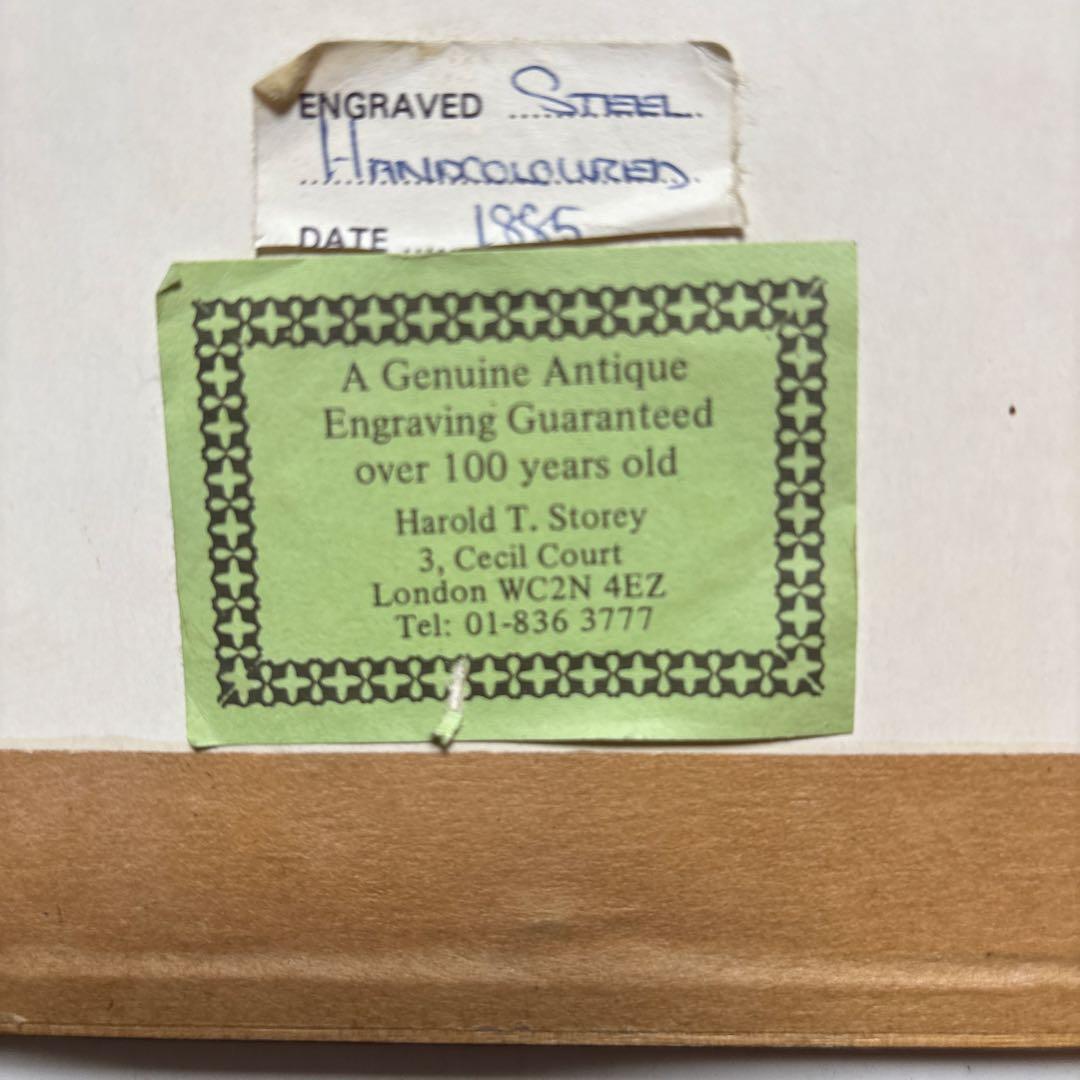 ENGRAVED ....STEEL.
HANDCOLOURED.
DATE ..... 1885
A Genuine Antique
Engraving Guaranteed
over 100 years old
Harold T. Storey
3, Cecil Court
London WC2N 4EZ
Tel: 01-836 3777